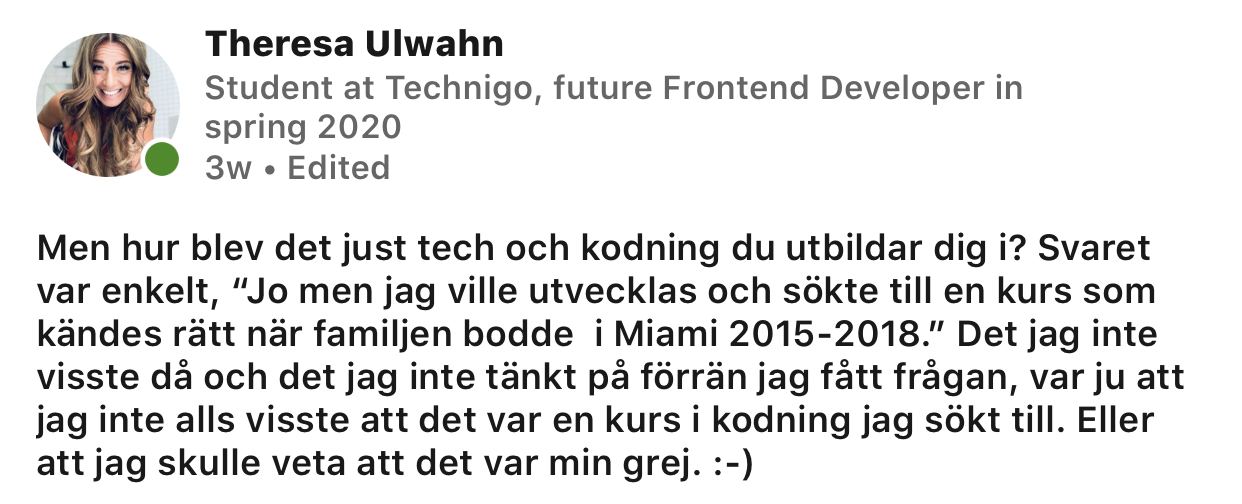 Theresa Ulwahn
Student at Technigo, future Frontend Developer in
spring 2020
3w • Edited
Men hur blev det just tech och kodning du utbildar dig i? Svaret
var enkelt, “Jo men jag ville utvecklas och sökte till en kurs som
kändes rätt när familjen bodde  i Miami 2015-2018.” Det jag inte
visste då och det jag inte tänkt på förrän jag fått frågan, var ju att
jag inte alls visste att det var en kurs i kodning jag sökt till. Eller
att jag skulle veta att det var min grej. :-)